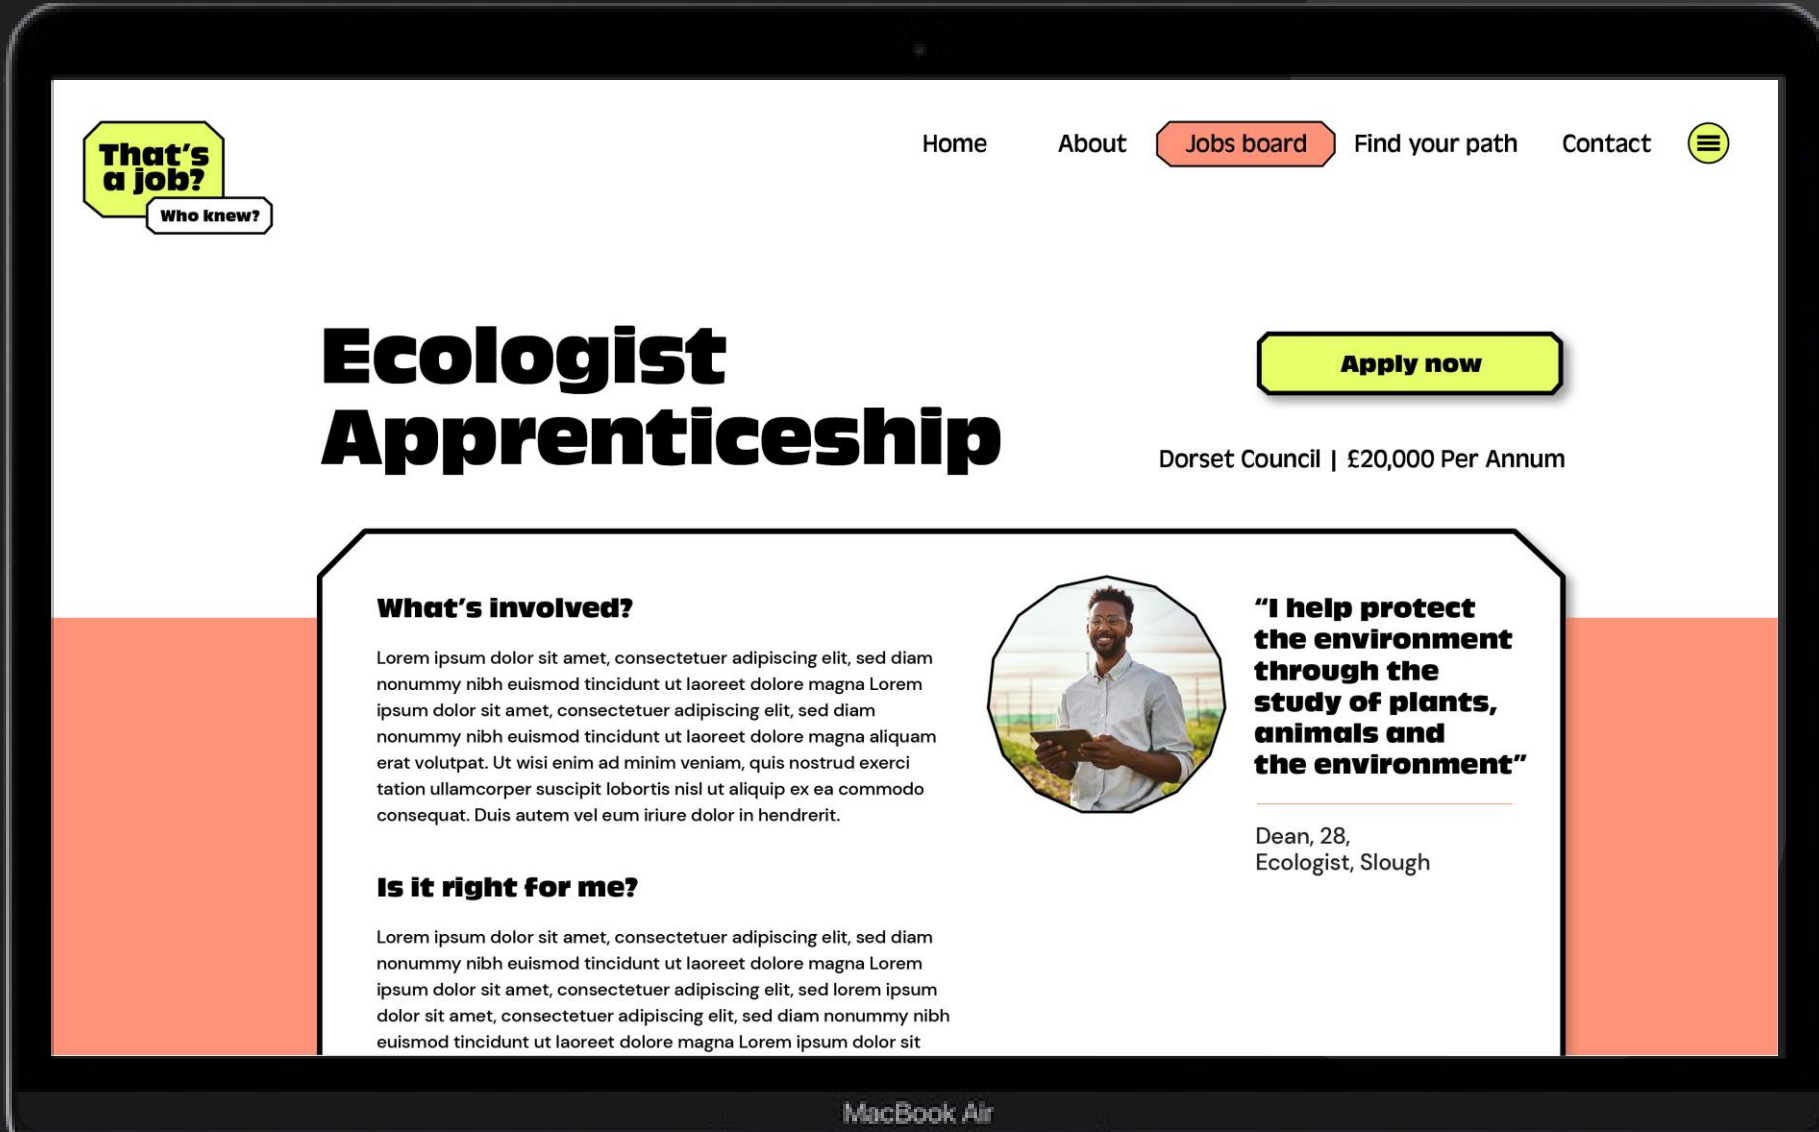 That's
a job?
Who knew?
Home About Jobs board Find your path Contact
Ecologist
Apprenticeship
Apply now
Dorset Council | £20,000 Per Annum
What's involved?
Lorem ipsum dolor sit amet, consectetuer adipiscing elit, sed diam
nonummy nibh euismod tincidunt ut laoreet dolore magna Lorem
ipsum dolor sit amet, consectetuer adipiscing elit, sed diam
nonummy nibh euismod tincidunt ut laoreet dolore magna aliquam
erat volutpat. Ut wisi enim ad minim veniam, quis nostrud exerci
tation ullamcorper suscipit lobortis nisl ut aliquip ex ea commodo
consequat. Duis autem vel eum iriure dolor in hendrerit.
Is it right for me?
Lorem ipsum dolor sit amet, consectetuer adipiscing elit, sed diam
nonummy nibh euismod tincidunt ut laoreet dolore magna Lorem
ipsum dolor sit amet, consectetuer adipiscing elit, sed lorem ipsum
dolor sit amet, consectetuer adipiscing elit, sed diam nonummy nibh
euismod tincidunt ut laoreet dolore magna Lorem ipsum dolor sit
“I help protect
the environment
through the
study of plants,
animals and
the environment”
Dean, 28,
Ecologist, Slough
MacBook Air